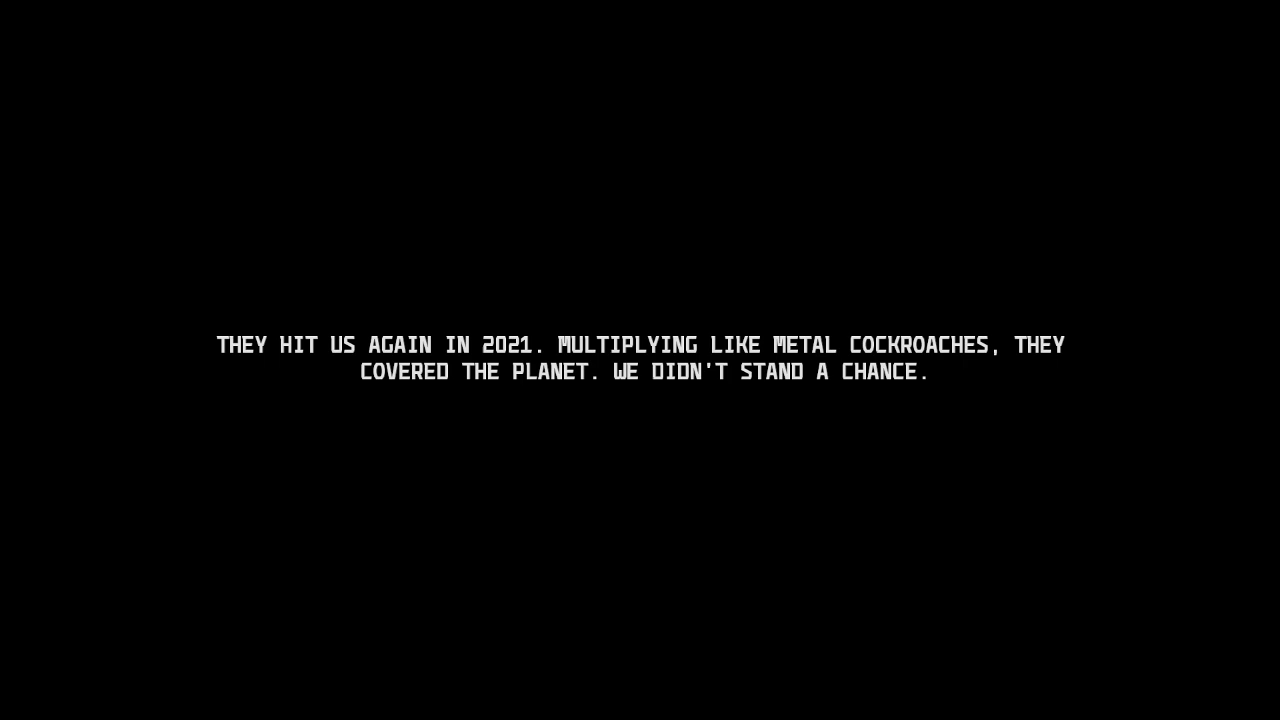 THEY HIT US AGAIN IN 2021. MULTIPLYING LIKE METAL COCKROACHES, THEY
COVERED THE PLANET. WE DIDN'T STAND A CHANCE.